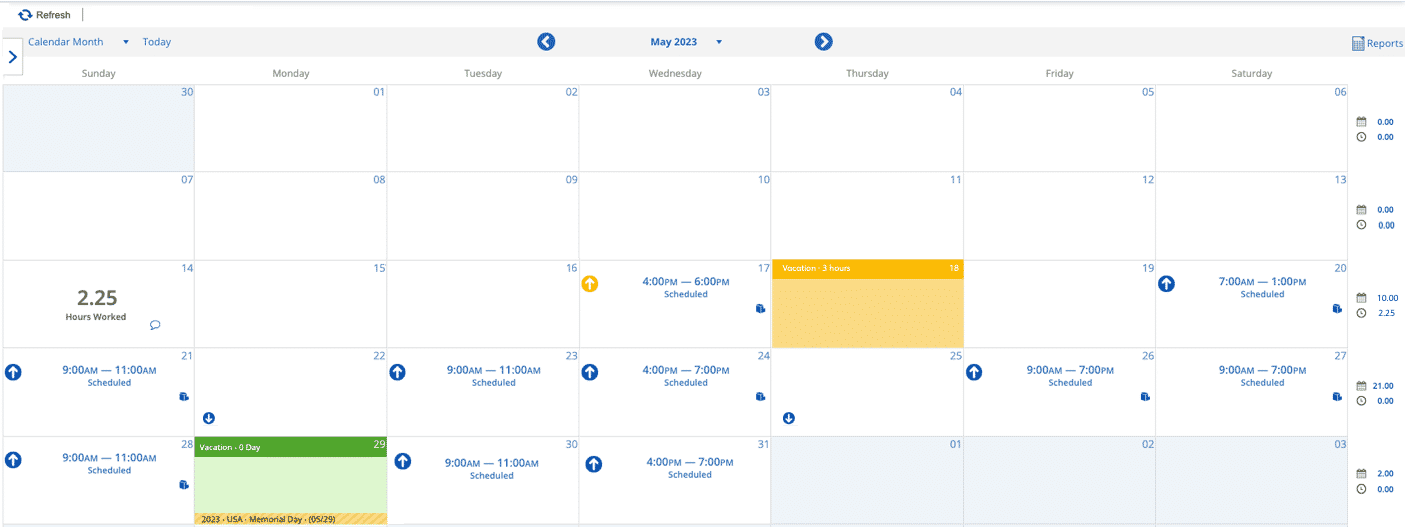 Refresh
Calendar Month Today May 2023 Reports
Sunday Monday Tuesday Wednesday Thursday Friday Saturday
30 01 02 03 04 05 06
0.00
0.00
07 08 09 10 11 12 13
0.00
0.00
14 15 16 17 Vacation - 3 hours 18 19 20
2.25
Hours Worked
4:00PM — 6:00PM
Scheduled
7:00AM — 1:00PM
Scheduled
10.00
2.25
21 22 23 24 25 26 27
9:00AM — 11:00AM
Scheduled
9:00AM — 11:00AM
Scheduled
4:00PM — 7:00PM
Scheduled
9:00AM — 7:00PM
Scheduled
9:00AM — 7:00PM
Scheduled
21.00
0.00
28 Vacation - 0 Day 29 30 31 01 02 03
9:00AM — 11:00AM
Scheduled
2023 - USA - Memorial Day - (05/29)
9:00AM — 11:00AM
Scheduled
4:00PM — 7:00PM
Scheduled
2.00
0.00